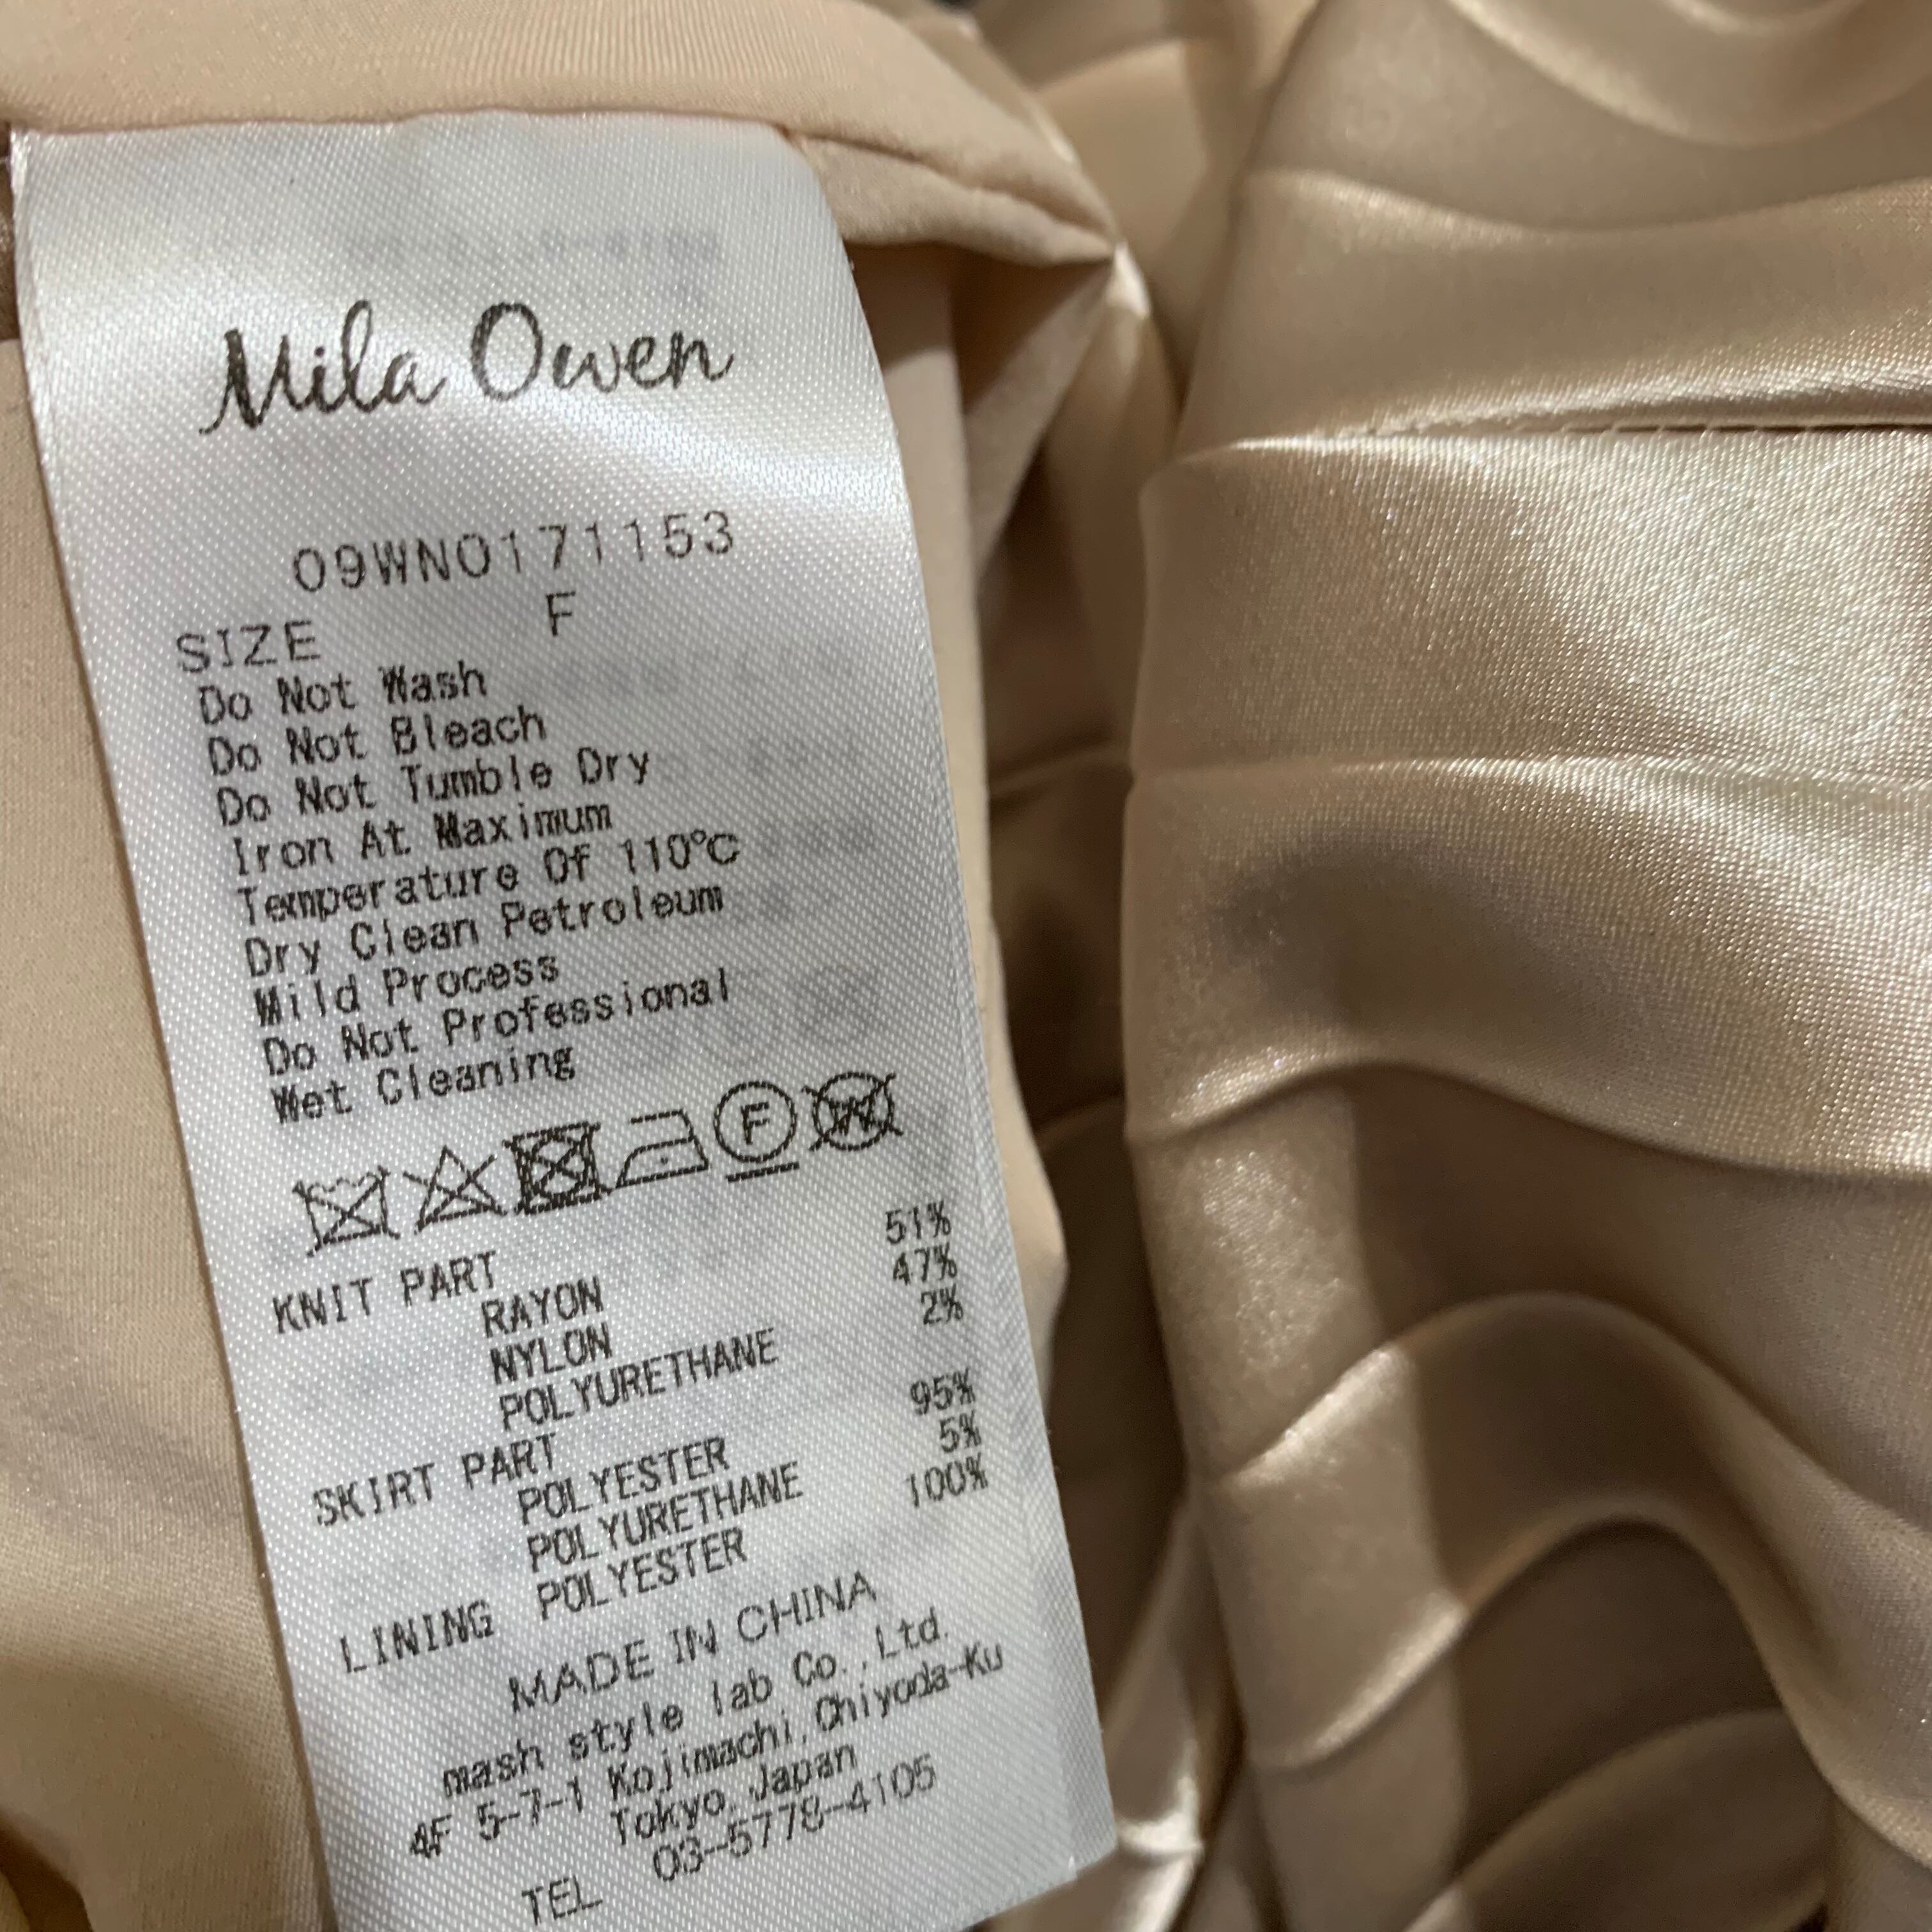 Mila Owen
09WNO171153
SIZE F
Do Not Wash
Do Not Bleach
Do Not Tumble Dry
Iron At Maximum
Temperature Of 110℃
Dry Clean Petroleum
Mild Process
Do Not Professional
Wet Cleaning
F W
KNIT PART
RAYON 51%
NYLON 47%
POLYURETHANE 2%
SKIRT PART
POLYESTER 95%
POLYURETHANE 5%
LINING POLYESTER 100%
MADE IN CHINA
mash style lab Co.,Ltd.
4F 5-7-1 Kojimachi,Chiyoda-Ku
Tokyo,Japan
TEL 03-5778-4105